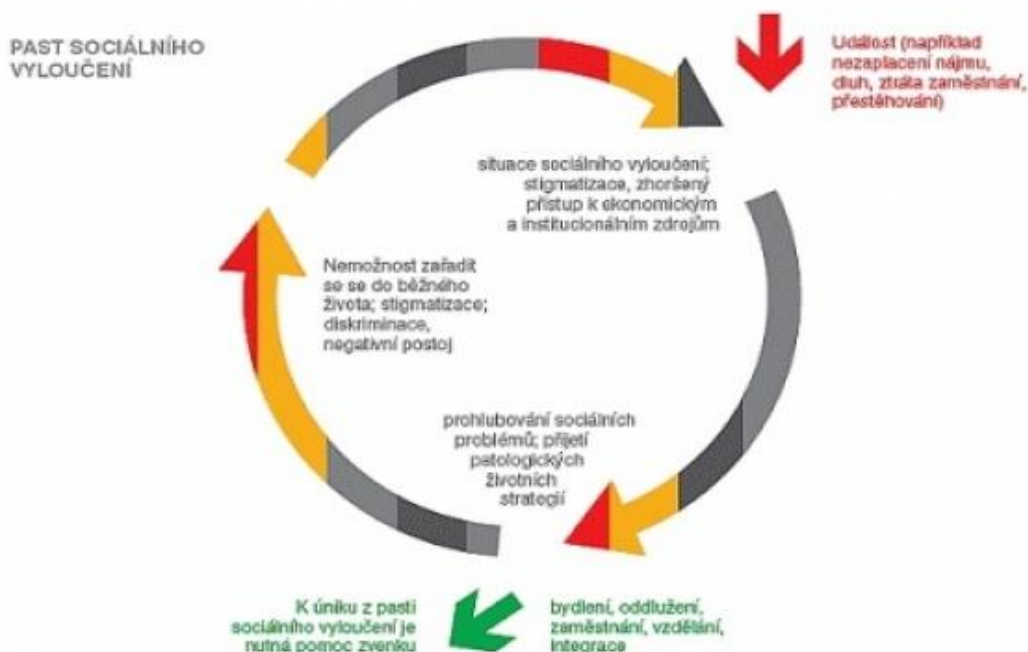 PAST SOCIÁLNÍHO
VYLOUČENÍ
Událost (například
nezaplacení nájmu,
dluh, ztráta zaměstnání,
přestěhování)
situace sociálního vyloučení;
stigmatizace, zhoršený
přístup k ekonomickým
a institucionálním zdrojům
Nemožnost zařadit
se se do běžného
života; stigmatizace;
diskriminace,
negativní postoj
prohlubování sociálních
problémů; přijetí
patologických
životních
strategií
K úniku z pasti
sociálního vyloučení je
nutná pomoc zvenku
bydlení, oddlužení,
zaměstnání, vzdělání,
integrace